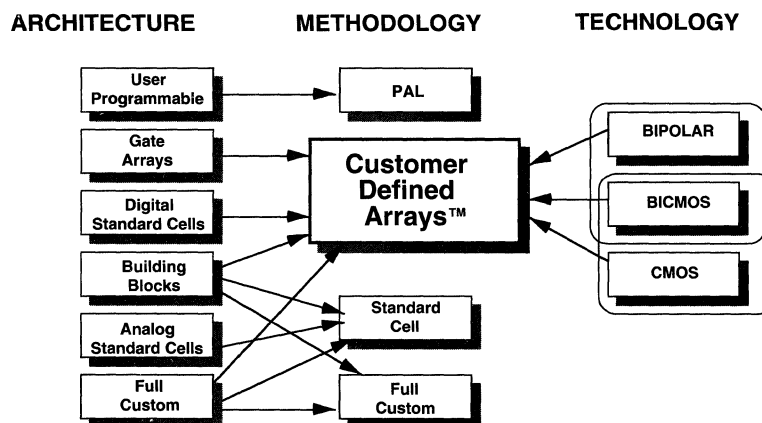 ARCHITECTURE METHODOLOGY TECHNOLOGY
User
Programmable
PAL
BIPOLAR
Gate
Arrays
Customer
Defined
Arrays™
Digital
Standard Cells
BICMOS
Building
Blocks
CMOS
Analog
Standard Cells
Standard
Cell
Full
Custom
Full
Custom